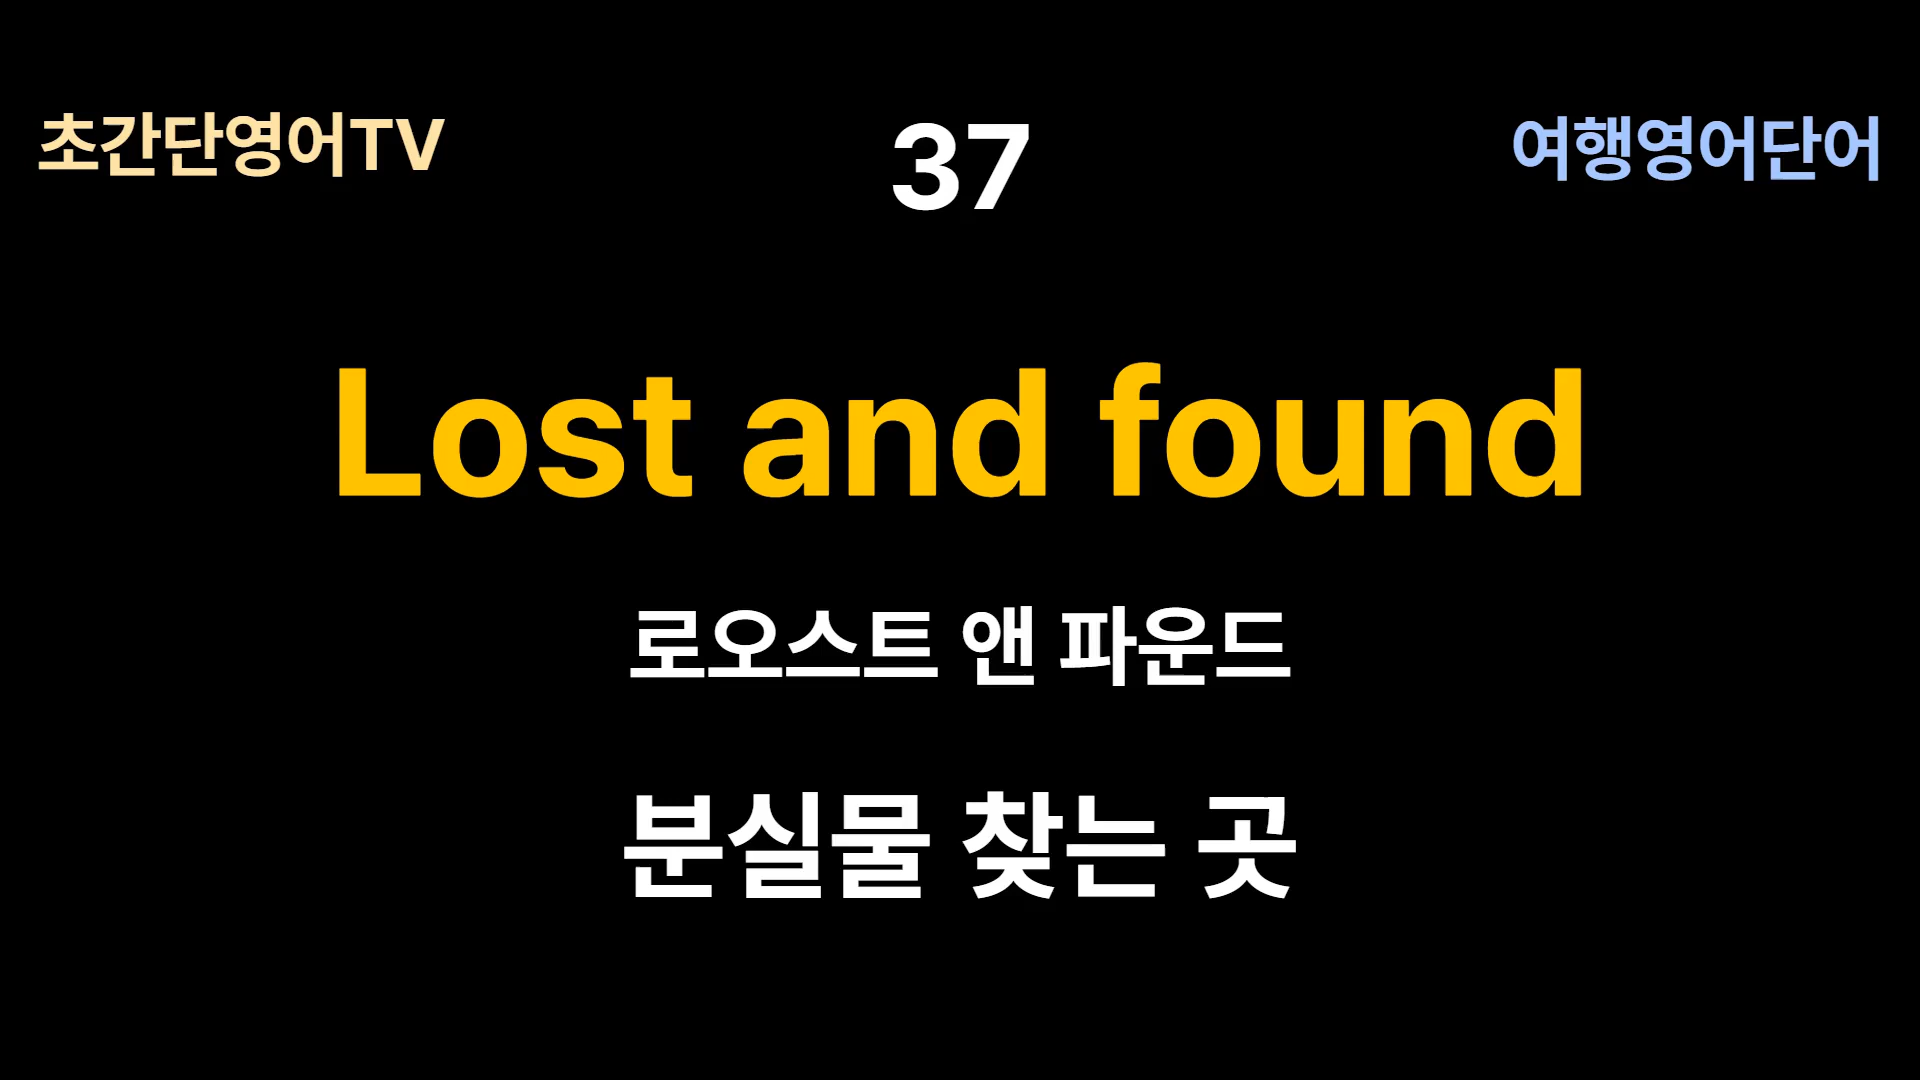 초간단영어TV
37
여행영어단어
Lost and found
로오스트 앤 파운드
분실물 찾는 곳